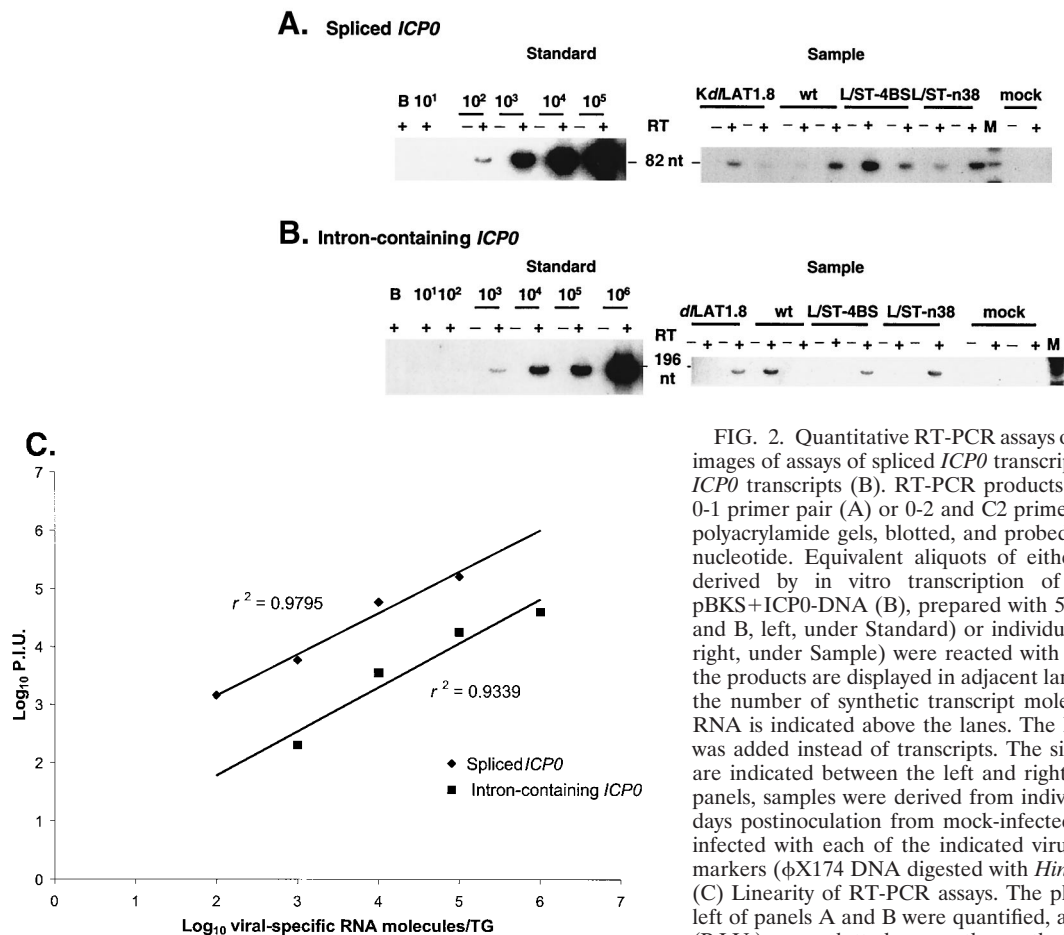 A. Spliced ICP0
Standard Sample
B 10¹ 10² 10³ 10⁴ 10⁵ KdlLAT1.8 wt L/ST-4BS L/ST-n38 mock
+ + − + − + − + − + RT − + − + − + − + − + − + M − +
– 82 nt –
B. Intron-containing ICP0
Standard Sample
B 10¹ 10² 10³ 10⁴ 10⁵ 10⁶ dlLAT1.8 wt L/ST-4BS L/ST-n38 mock
+ + + − + − + − + − + RT − + − + − + − + − + − + − + − + − + M
– 196 -
nt
C.
7
6
5
4
3
2
1
0
Log₁₀ P.I.U.
r² = 0.9795
r² = 0.9339
Spliced ICP0
Intron-containing ICP0
0 1 2 3 4 5 6 7
Log₁₀ viral-specific RNA molecules/TG
FIG. 2. Quantitative RT-PCR assays o
images of assays of spliced ICP0 transcrip
ICP0 transcripts (B). RT-PCR products
0-1 primer pair (A) or 0-2 and C2 prime
polyacrylamide gels, blotted, and probed
nucleotide. Equivalent aliquots of eithe
derived by in vitro transcription of
pBKS+ICP0-DNA (B), prepared with 5
and B, left, under Standard) or individu
right, under Sample) were reacted with
the products are displayed in adjacent lan
the number of synthetic transcript mole
RNA is indicated above the lanes. The
was added instead of transcripts. The si
are indicated between the left and right
panels, samples were derived from indiv
days postinoculation from mock-infected
infected with each of the indicated viru
markers (ϕX174 DNA digested with Hin
(C) Linearity of RT-PCR assays. The pl
left of panels A and B were quantified, a